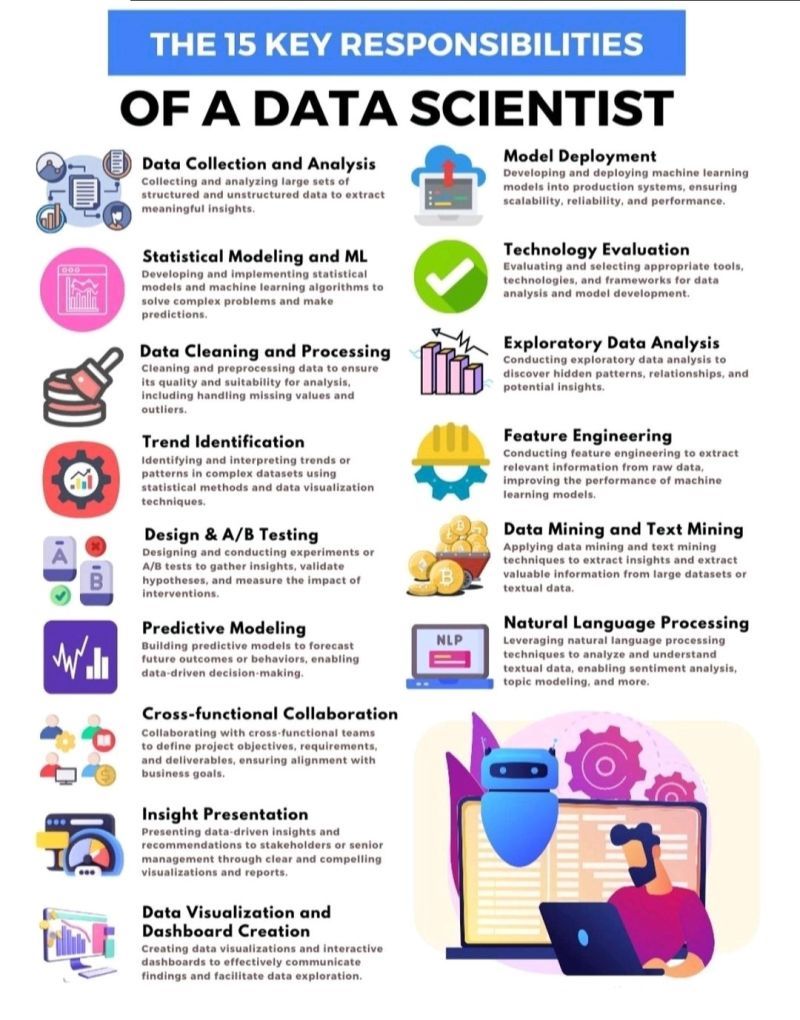 THE 15 KEY RESPONSIBILITIES
OF A DATA SCIENTIST
Data Collection and Analysis
Collecting and analyzing large sets of
structured and unstructured data to extract
meaningful insights.
Statistical Modeling and ML
Developing and implementing statistical
models and machine learning algorithms to
solve complex problems and make
predictions.
Data Cleaning and Processing
Cleaning and preprocessing data to ensure
its quality and suitability for analysis,
including handling missing values and
outliers.
Trend Identification
Identifying and interpreting trends or
patterns in complex datasets using
statistical methods and data visualization
techniques.
A
B
Design & A/B Testing
Designing and conducting experiments or
A/B tests to gather insights, validate
hypotheses, and measure the impact of
interventions.
Predictive Modeling
Building predictive models to forecast
future outcomes or behaviors, enabling
data-driven decision-making.
Cross-functional Collaboration
Collaborating with cross-functional teams
to define project objectives, requirements,
and deliverables, ensuring alignment with
business goals.
Insight Presentation
Presenting data-driven insights and
recommendations to stakeholders or senior
management through clear and compelling
visualizations and reports.
Data Visualization and
Dashboard Creation
Creating data visualizations and interactive
dashboards to effectively communicate
findings and facilitate data exploration.
Model Deployment
Developing and deploying machine learning
models into production systems, ensuring
scalability, reliability, and performance.
Technology Evaluation
Evaluating and selecting appropriate tools,
technologies, and frameworks for data
analysis and model development.
Exploratory Data Analysis
Conducting exploratory data analysis to
discover hidden patterns, relationships, and
potential insights.
Feature Engineering
Conducting feature engineering to extract
relevant information from raw data,
improving the performance of machine
learning models.
Data Mining and Text Mining
Applying data mining and text mining
techniques to extract insights and extract
valuable information from large datasets or
textual data.
NLP
Natural Language Processing
Leveraging natural language processing
techniques to analyze and understand
textual data, enabling sentiment analysis,
topic modeling, and more.